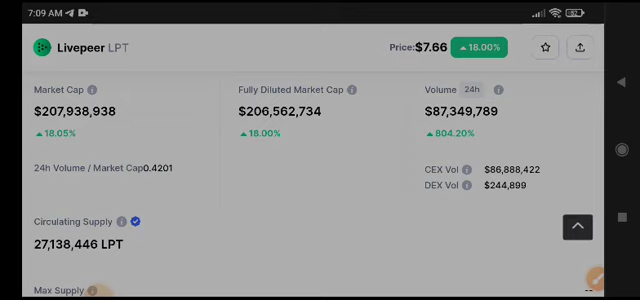 7:09 AM
52
Livepeer LPT
Price:$7.66
18.00%
Market Cap
$207,938,938
18.05%
Fully Diluted Market Cap
$206,562,734
18.00%
Volume 24h
$87,349,789
804.20%
24h Volume / Market Cap0.4201
CEX Vol $86,888,422
DEX Vol $244,899
Circulating Supply
27,138,446 LPT
Max Supply --